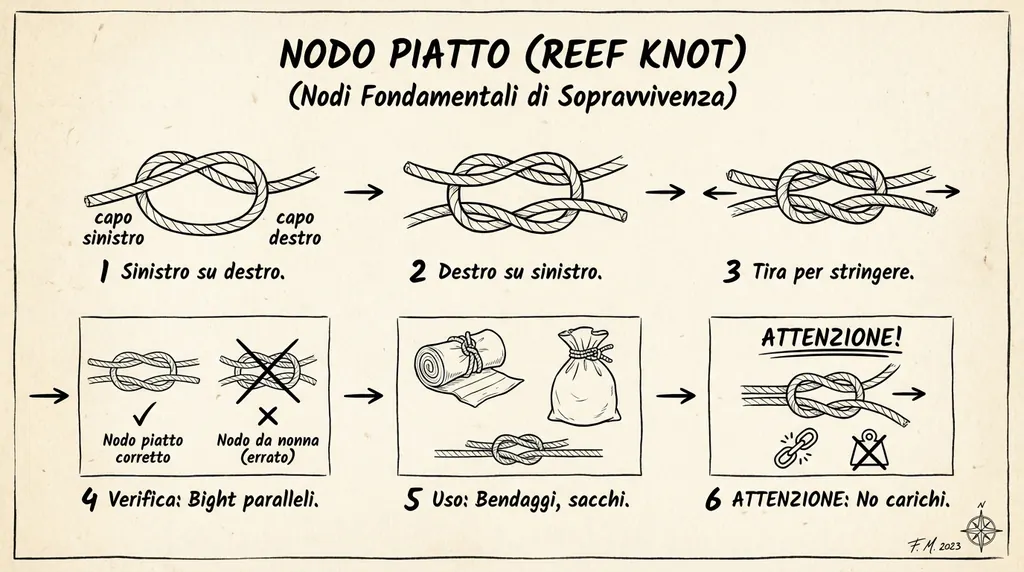 NODO PIATTO (REEF KNOT)
(Nodi Fondamentali di Sopravvivenza)
capo
sinistro
capo
destro
1 Sinistro su destro.
2 Destro su sinistro.
3 Tira per stringere.
Nodo piatto
corretto
Nodo da nonna
(errato)
4 Verifica: Bight paralleli.
5 Uso: Bendaggi, sacchi.
ATTENZIONE!
6 ATTENZIONE: No carichi.
N
F. M. 2023